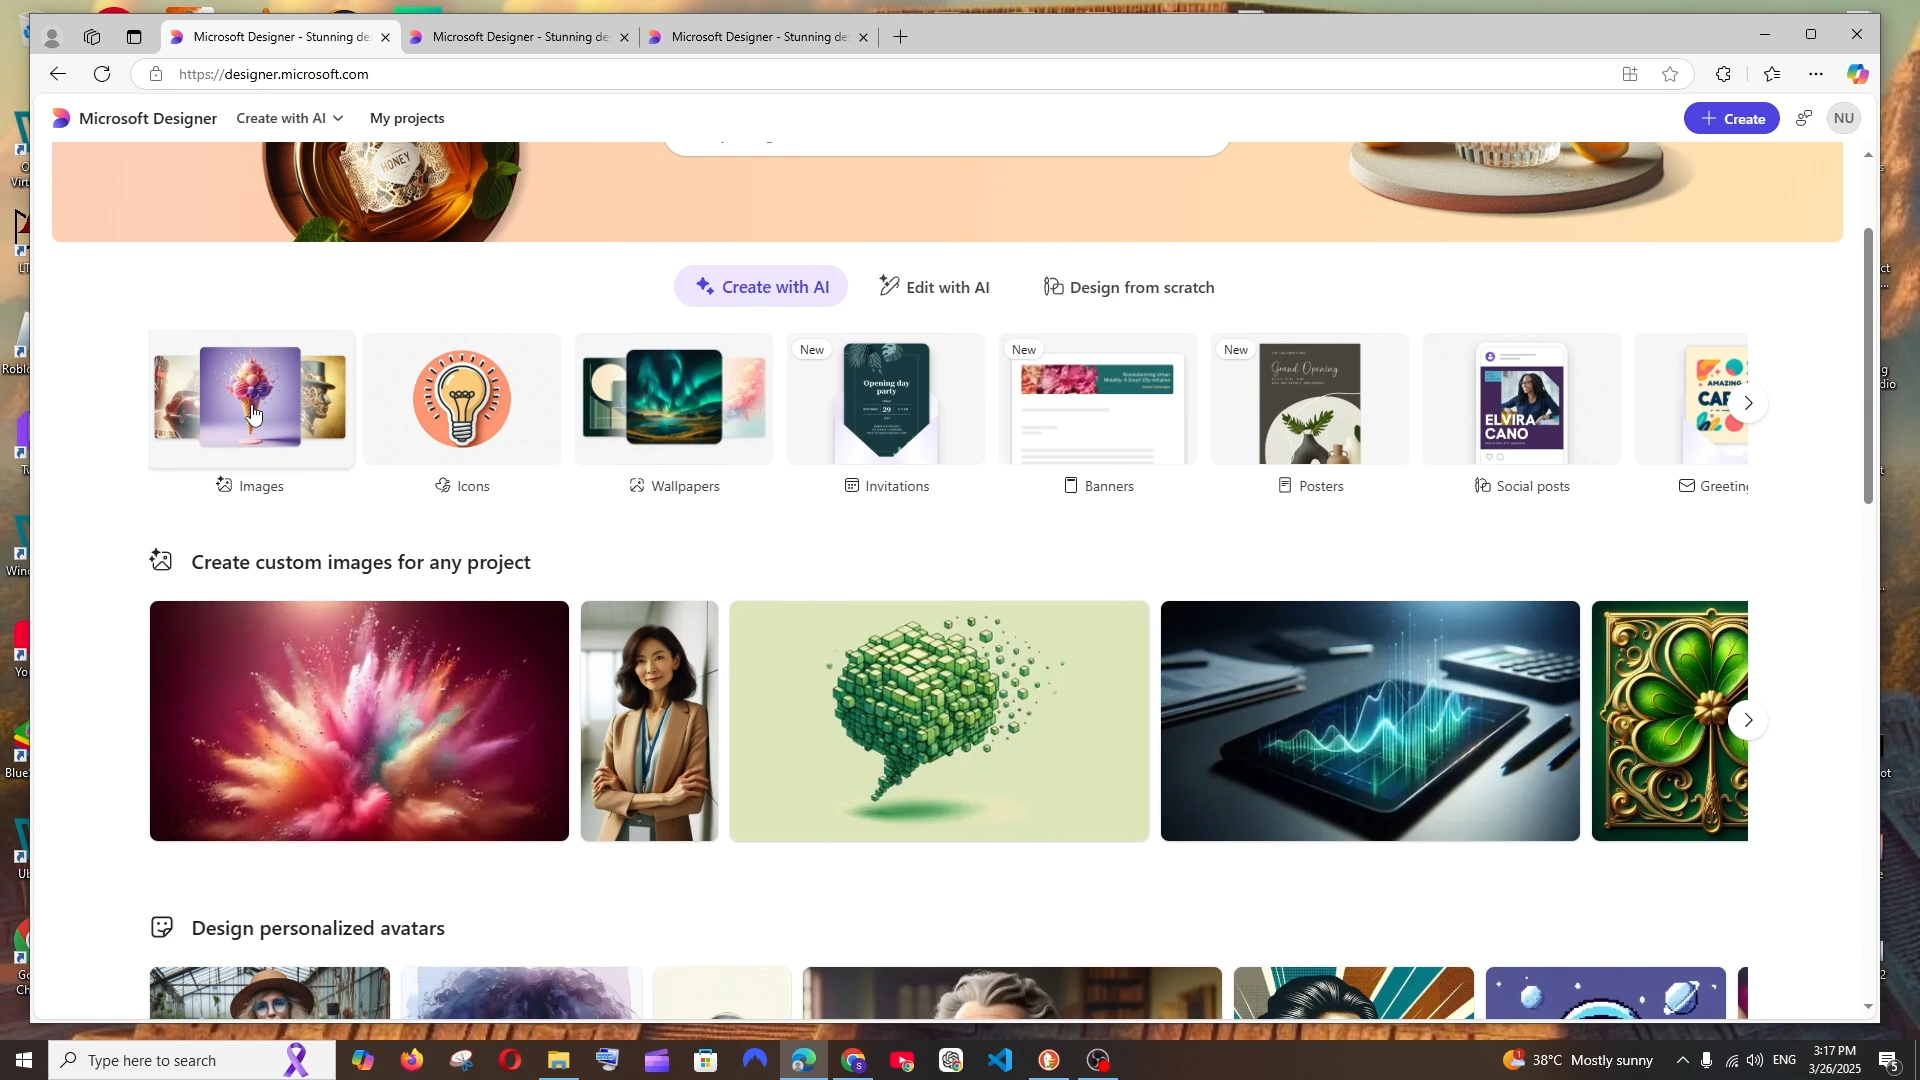 Microsoft Designer - Stunning de
Microsoft Designer - Stunning de
Microsoft Designer - Stunning de
https://designer.microsoft.com
Microsoft Designer
Create with AI
My projects
Create
NU
HONEY
Create with AI
Edit with AI
Design from scratch
New
New
New
Opening day
party
29
Grand Opening
ELVIRA
CANO
AMAZING
Images
Icons
Wallpapers
Invitations
Banners
Posters
Social posts
Greeting
Create custom images for any project
Design personalized avatars
Type here to search
38°C Mostly sunny
ENG
3:17 PM
3/26/2025
5